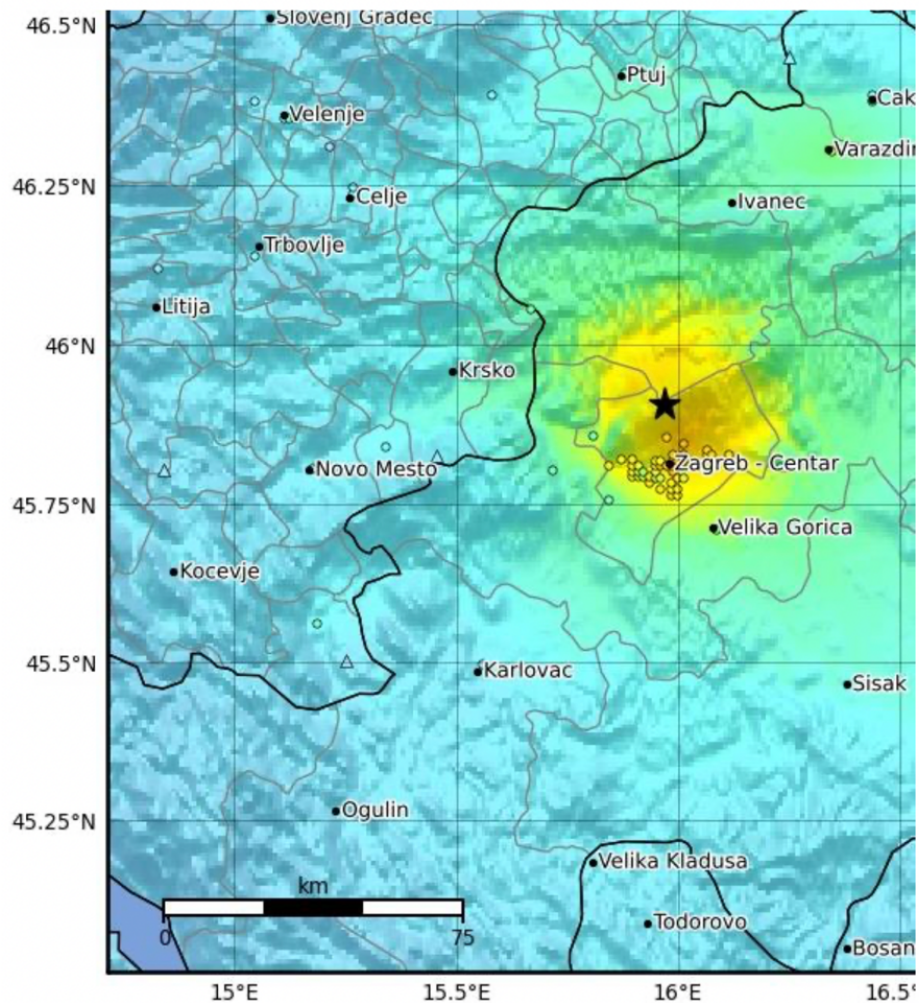 46.5°N
Slovenj Gradec
Ptuj
Velenje
Cak
Varazdin
46.25°N
Celje
Ivanec
Trbovlje
Litija
46°N
Krsko
Novo Mesto
Zagreb - Centar
45.75°N
Velika Gorica
Kocevje
45.5°N
Karlovac
Sisak
45.25°N
Ogulin
Velika Kladusa
km
Todorovo
0
75
Bosan
15°E
15.5°E
16°E
16.5°